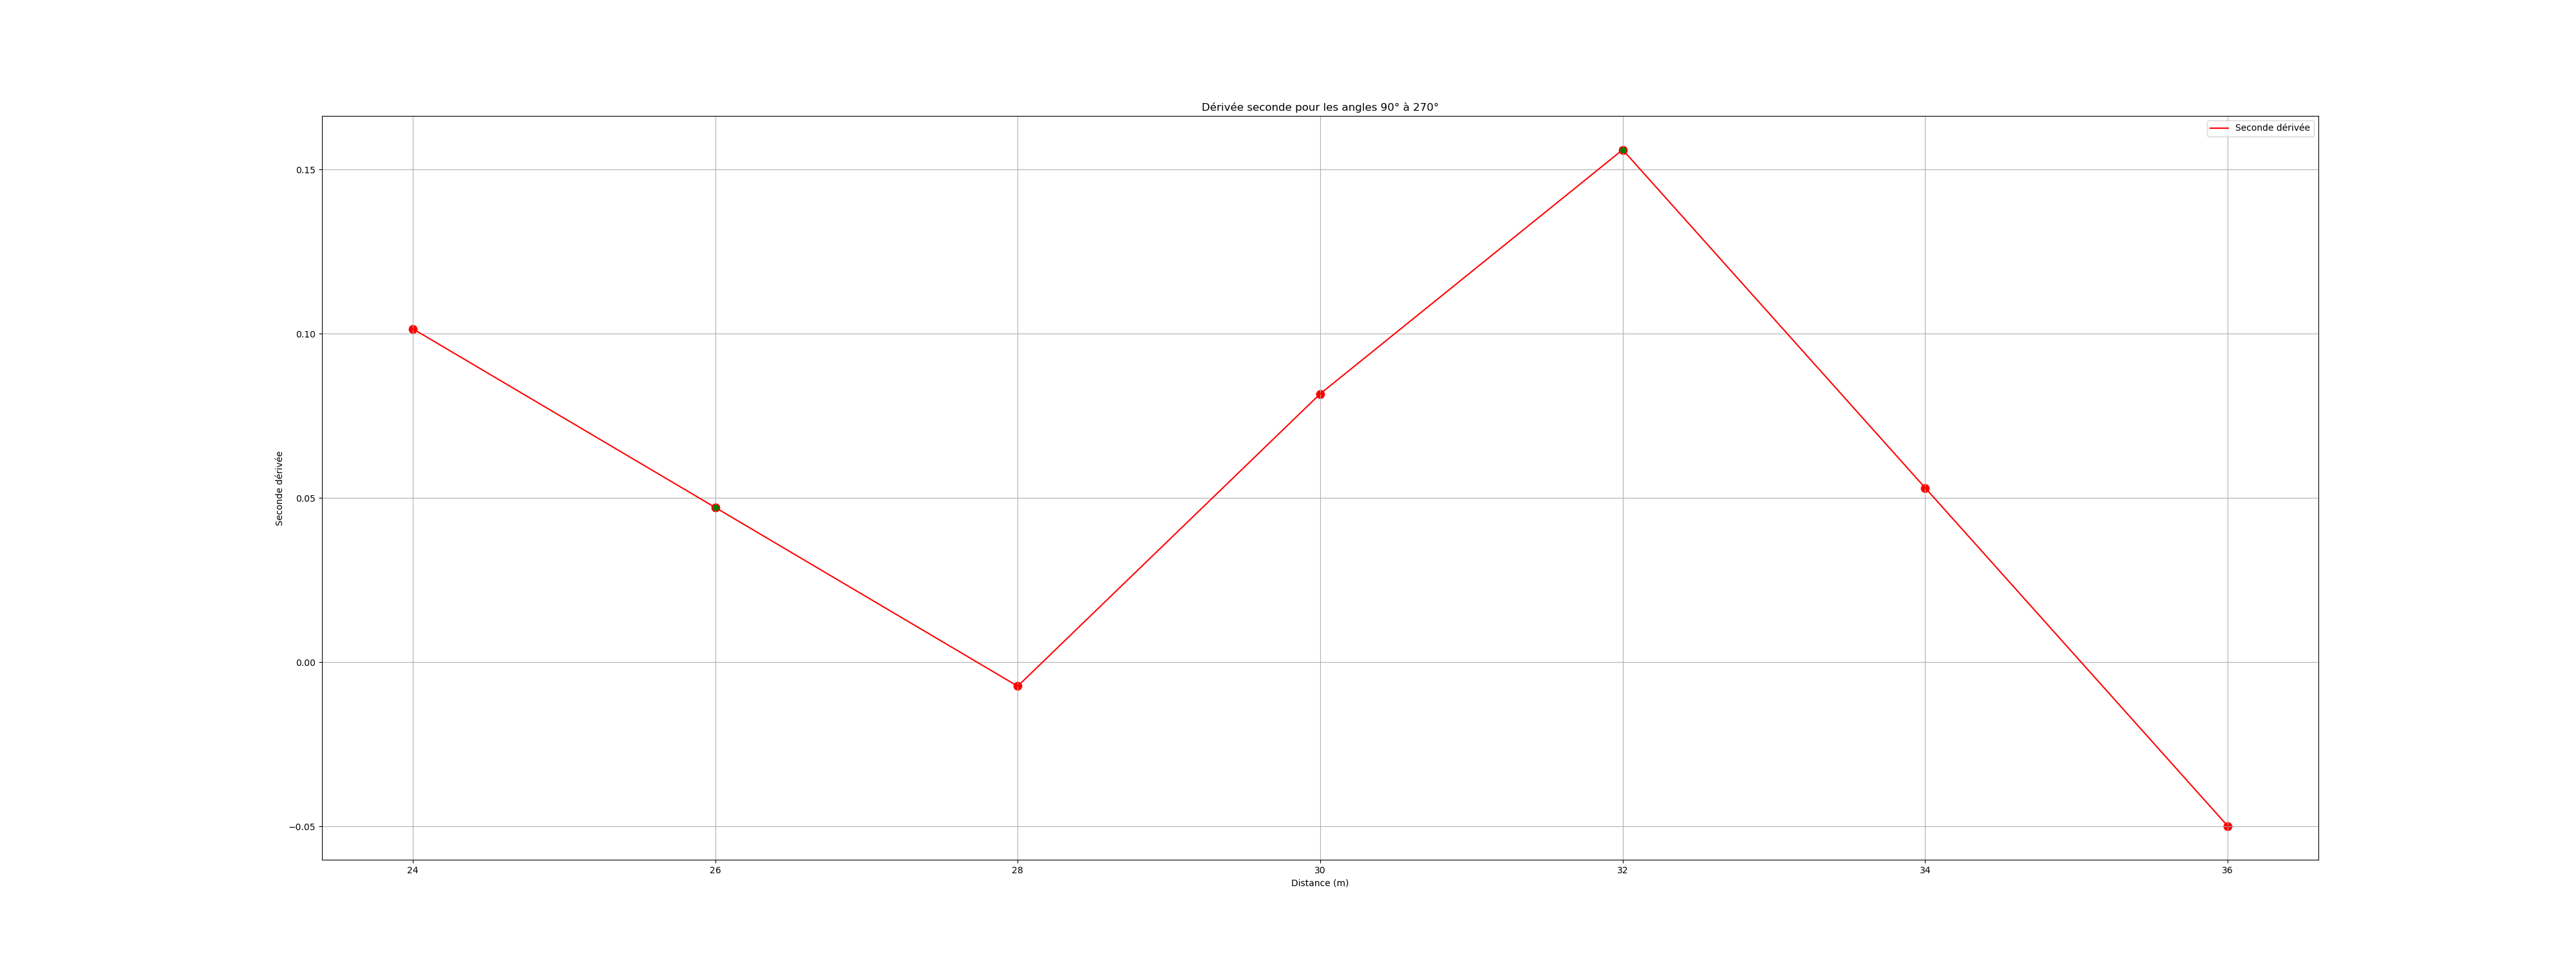 Dérivée seconde pour les angles 90° à 270°
Seconde dérivée
0.15
0.10
0.05
0.00
−0.05
Seconde dérivée
24 26 28 30 32 34 36
Distance (m)